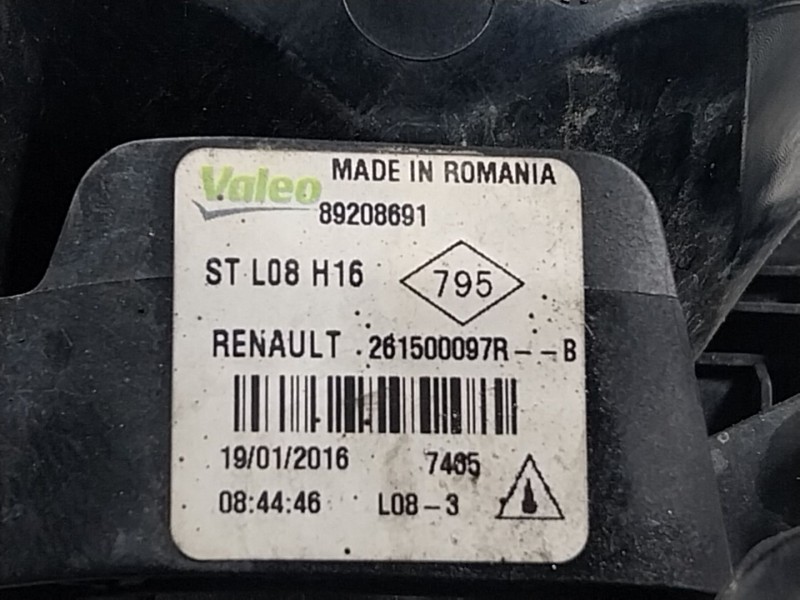 Valeo MADE IN ROMANIA
89208691
ST L08 H16 795
RENAULT 261500097R--B
19/01/2016 7405
08:44:46 L08-3